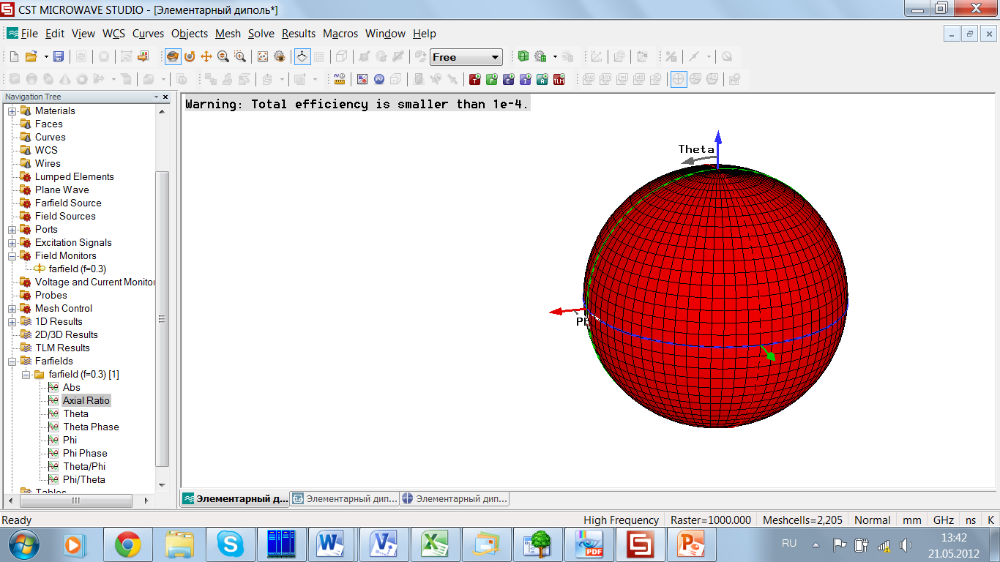 CST MICROWAVE STUDIO - [Элементарный диполь*]
File Edit View WCS Curves Objects Mesh Solve Results Macros Window Help
Free
T F E I A TLM
Navigation Tree
Materials
Faces
Curves
WCS
Wires
Lumped Elements
Plane Wave
Farfield Source
Field Sources
Ports
Excitation Signals
Field Monitors
farfield (f=0.3)
Voltage and Current Monitor
Probes
Mesh Control
1D Results
2D/3D Results
TLM Results
Farfields
farfield (f=0.3) [1]
Abs
Axial Ratio
Theta
Theta Phase
Phi
Phi Phase
Theta/Phi
Phi/Theta
Tables
Warning: Total efficiency is smaller than 1e-4.
Theta
Элементарный д... Элементарный дип... Элементарный дип...
Ready High Frequency Raster=1000.000 Meshcells=2,205 Normal mm GHz ns K
PDF
RU
13:42
21.05.2012